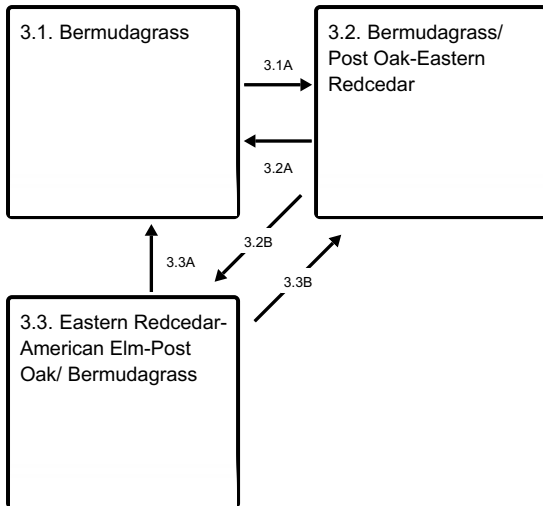 3.1. Bermudagrass
3.1A
3.2. Bermudagrass/
Post Oak-Eastern
Redcedar
3.2A
3.2B
3.3A
3.3B
3.3. Eastern Redcedar-
American Elm-Post
Oak/ Bermudagrass